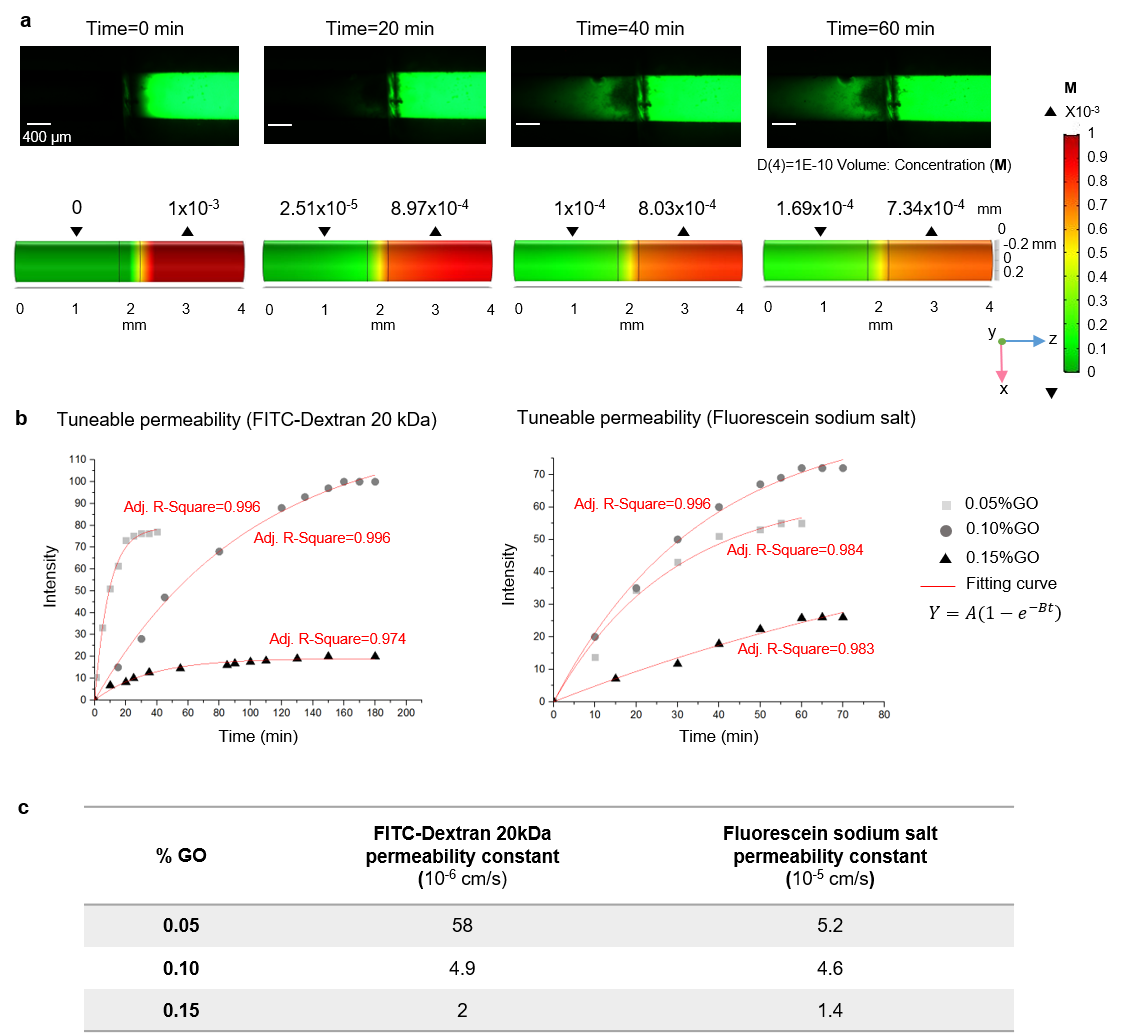 a
Time=0 min
Time=20 min
Time=40 min
Time=60 min
400 µm
D(4)=1E-10 Volume: Concentration (M)
M
X10-3
1
0.9
0.8
0.7
0.6
0.5
0.4
0.3
0.2
0.1
0
0
1x10-3
2.51x10-5
8.97x10-4
1x10-4
8.03x10-4
1.69x10-4
7.34x10-4
mm
0
-0.2 mm
0
0.2
0 1 2 3 4
mm
0 1 2 3 4
mm
0 1 2 3 4
mm
0 1 2 3 4
mm
y
z
x
b
Tuneable permeability (FITC-Dextran 20 kDa)
Intensity
110
100
90
80
70
60
50
40
30
20
10
0
Adj. R-Square=0.996
Adj. R-Square=0.996
Adj. R-Square=0.974
0 20 40 60 80 100 120 140 160 180 200
Time (min)
Tuneable permeability (Fluorescein sodium salt)
Intensity
70
60
50
40
30
20
10
0
Adj. R-Square=0.996
Adj. R-Square=0.984
Adj. R-Square=0.983
0 10 20 30 40 50 60 70 80
Time (min)
0.05%GO
0.10%GO
0.15%GO
Fitting curve
Y = A(1 − e−Bt)
c
% GO
FITC-Dextran 20kDa
permeability constant
(10-6 cm/s)
Fluorescein sodium salt
permeability constant
(10-5 cm/s)
0.05 58 5.2
0.10 4.9 4.6
0.15 2 1.4